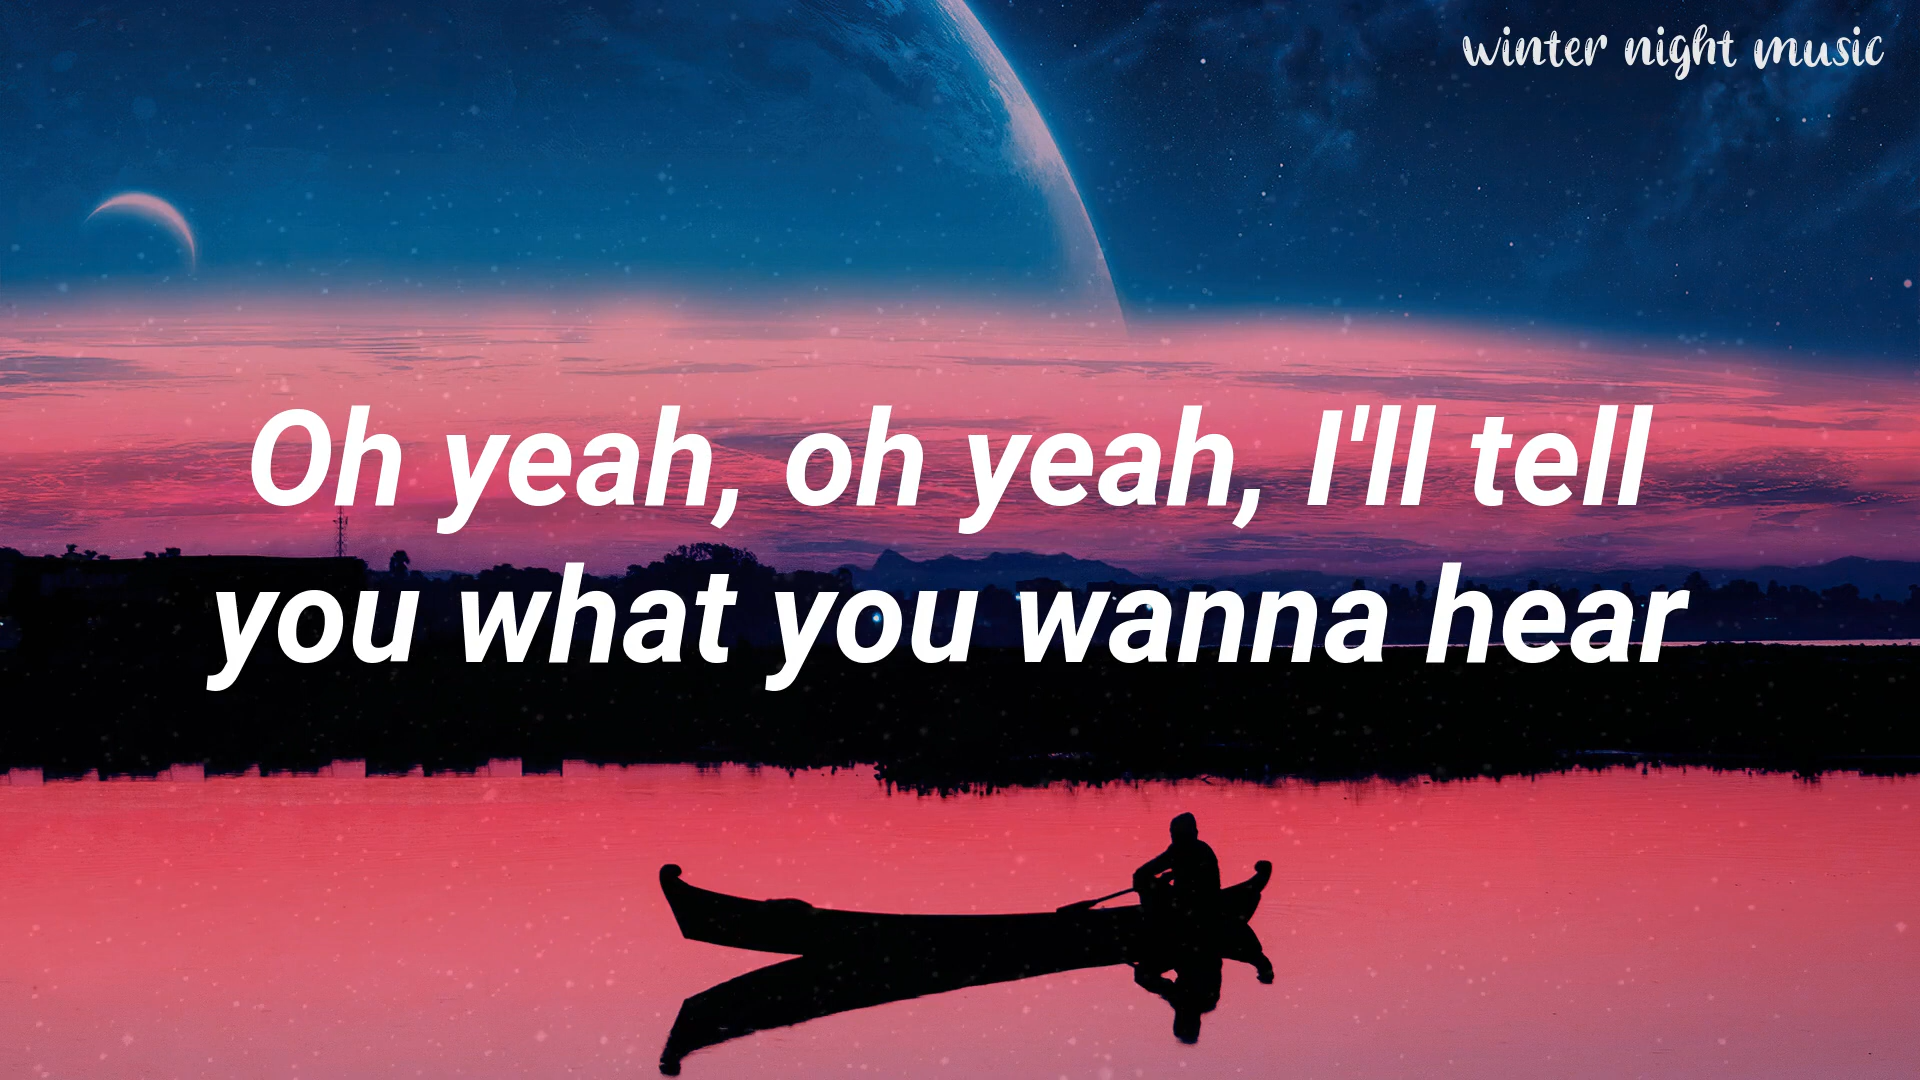 winter night music
Oh yeah, oh yeah, I'll tell
you what you wanna hear